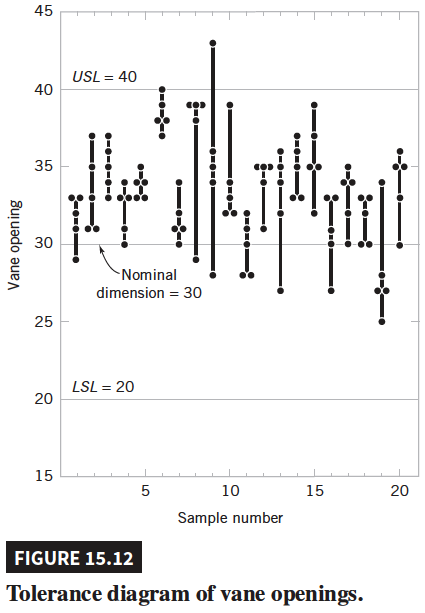 45
40
35
30
25
20
15
USL = 40
Nominal
dimension = 30
LSL = 20
Vane opening
5
10
15
20
Sample number
FIGURE 15.12
Tolerance diagram of vane openings.